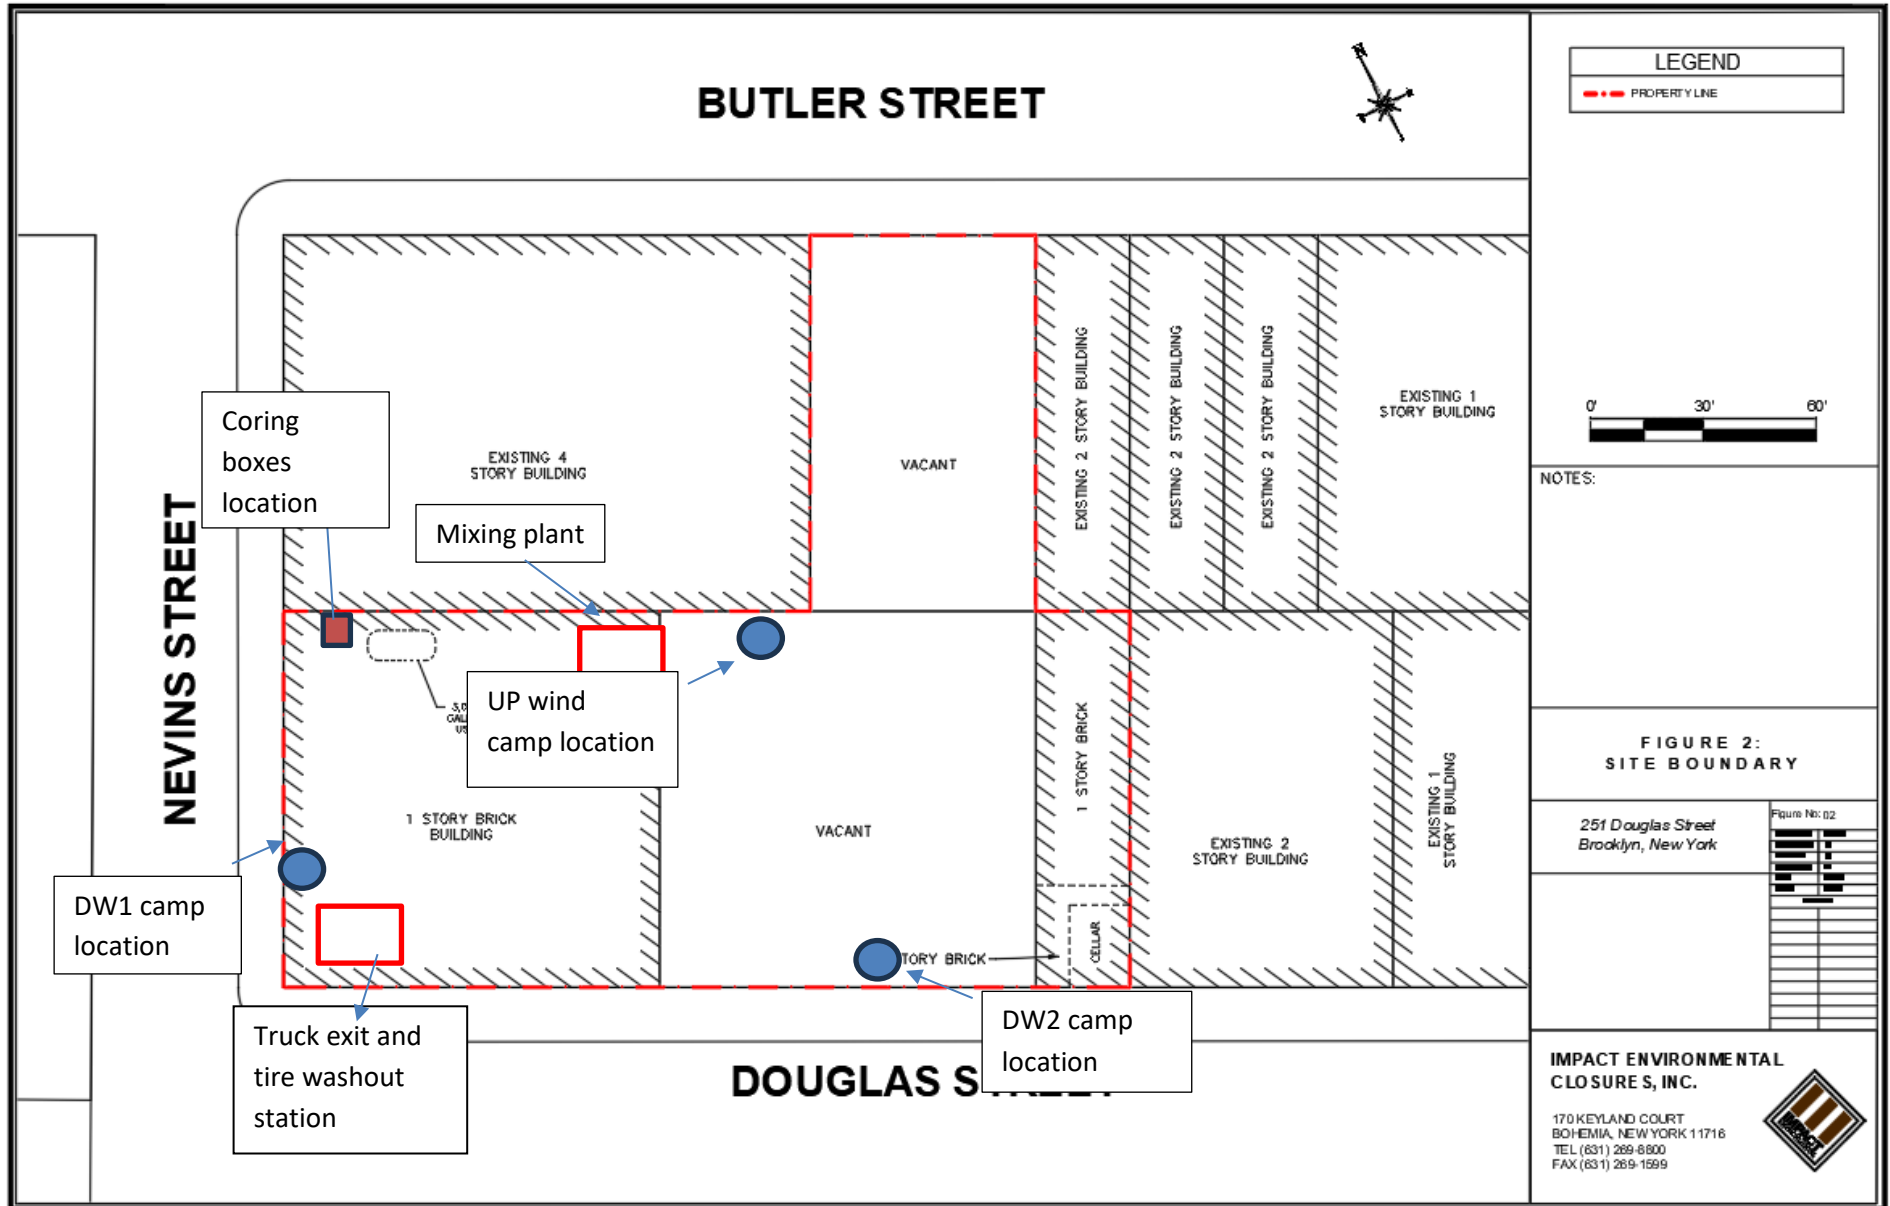 BUTLER STREET
N
LEGEND
PROPERTY LINE
0' 30' 60'
NOTES:
Coring
boxes
location
EXISTING 4
STORY BUILDING
VACANT
EXISTING 2 STORY BUILDING
EXISTING 2 STORY BUILDING
EXISTING 2 STORY BUILDING
EXISTING 1
STORY BUILDING
Mixing plant
NEVINS STREET
UP wind
camp location
1 STORY BRICK
BUILDING
VACANT
1 STORY BRICK
EXISTING 2
STORY BUILDING
EXISTING 1
STORY BUILDING
DW1 camp
location
TORY BRICK
CELLAR
Truck exit and
tire washout
station
DW2 camp
location
DOUGLAS S
FIGURE 2:
SITE BOUNDARY
251 Douglas Street
Brooklyn, New York
Figure No: 02
IMPACT ENVIRONMENTAL
CLOSURES, INC.
170 KEYLAND COURT
BOHEMIA, NEW YORK 11716
TEL (631) 269-8800
FAX (631) 269-1599